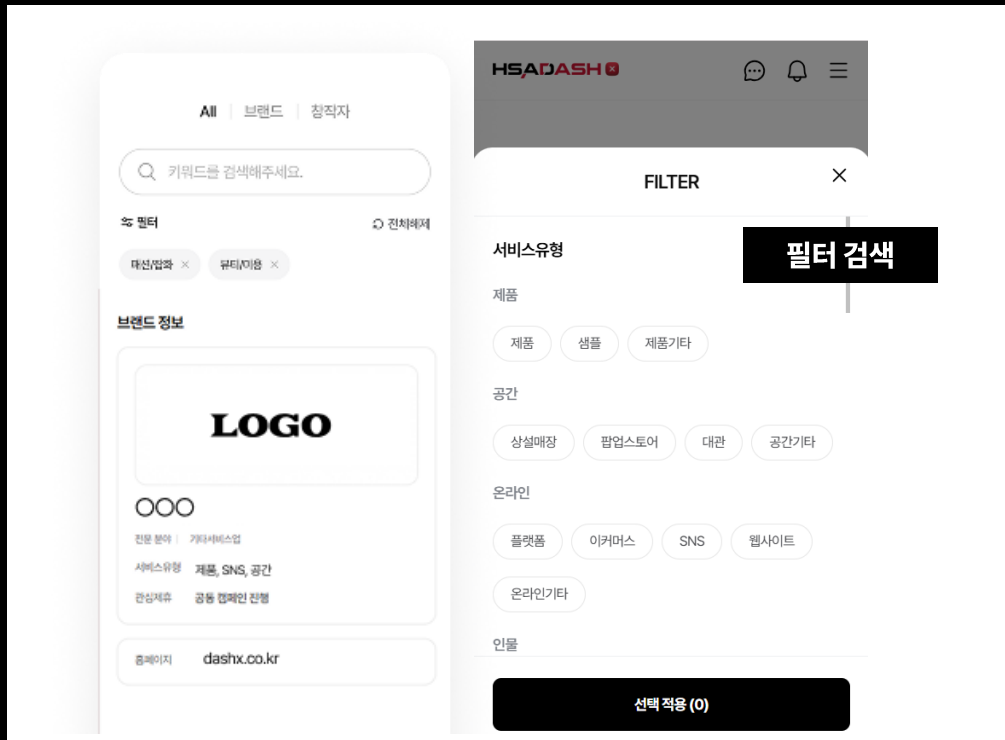 All | 브랜드 | 창작자
키워드를 검색해주세요.
필터 전체해제
패션/잡화 × 뷰티/미용 ×
브랜드 정보
LOGO
○○○
전문 분야 | 기타서비스업
서비스유형 제품, SNS, 공간
관심제휴 공동 캠페인 진행
홈페이지 dashx.co.kr
HSADASH x
FILTER
서비스유형
필터 검색
제품
제품 샘플 제품기타
공간
상설매장 팝업스토어 대관 공간기타
온라인
플랫폼 이커머스 SNS 웹사이트
온라인기타
인물
선택 적용 (0)